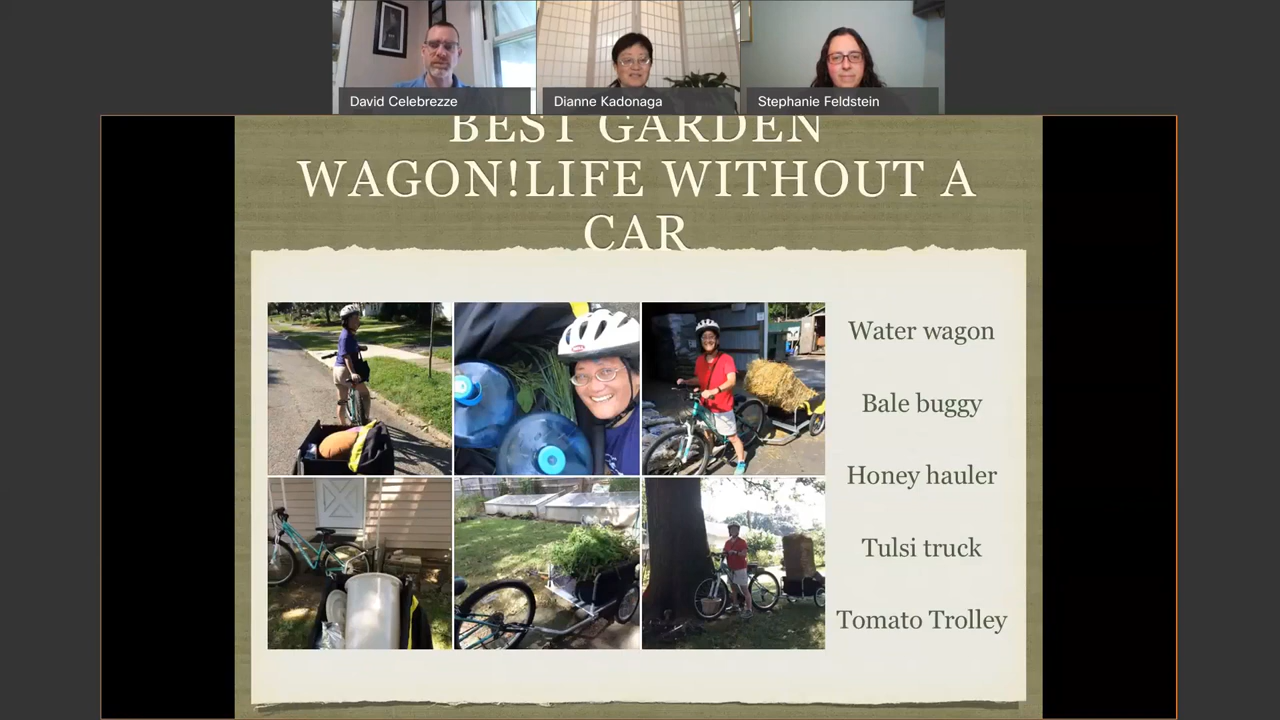 David Celebrezze
Dianne Kadonaga
Stephanie Feldstein
BEST GARDEN
WAGON!LIFE WITHOUT A
CAR
Water wagon
Bale buggy
Honey hauler
Tulsi truck
Tomato Trolley